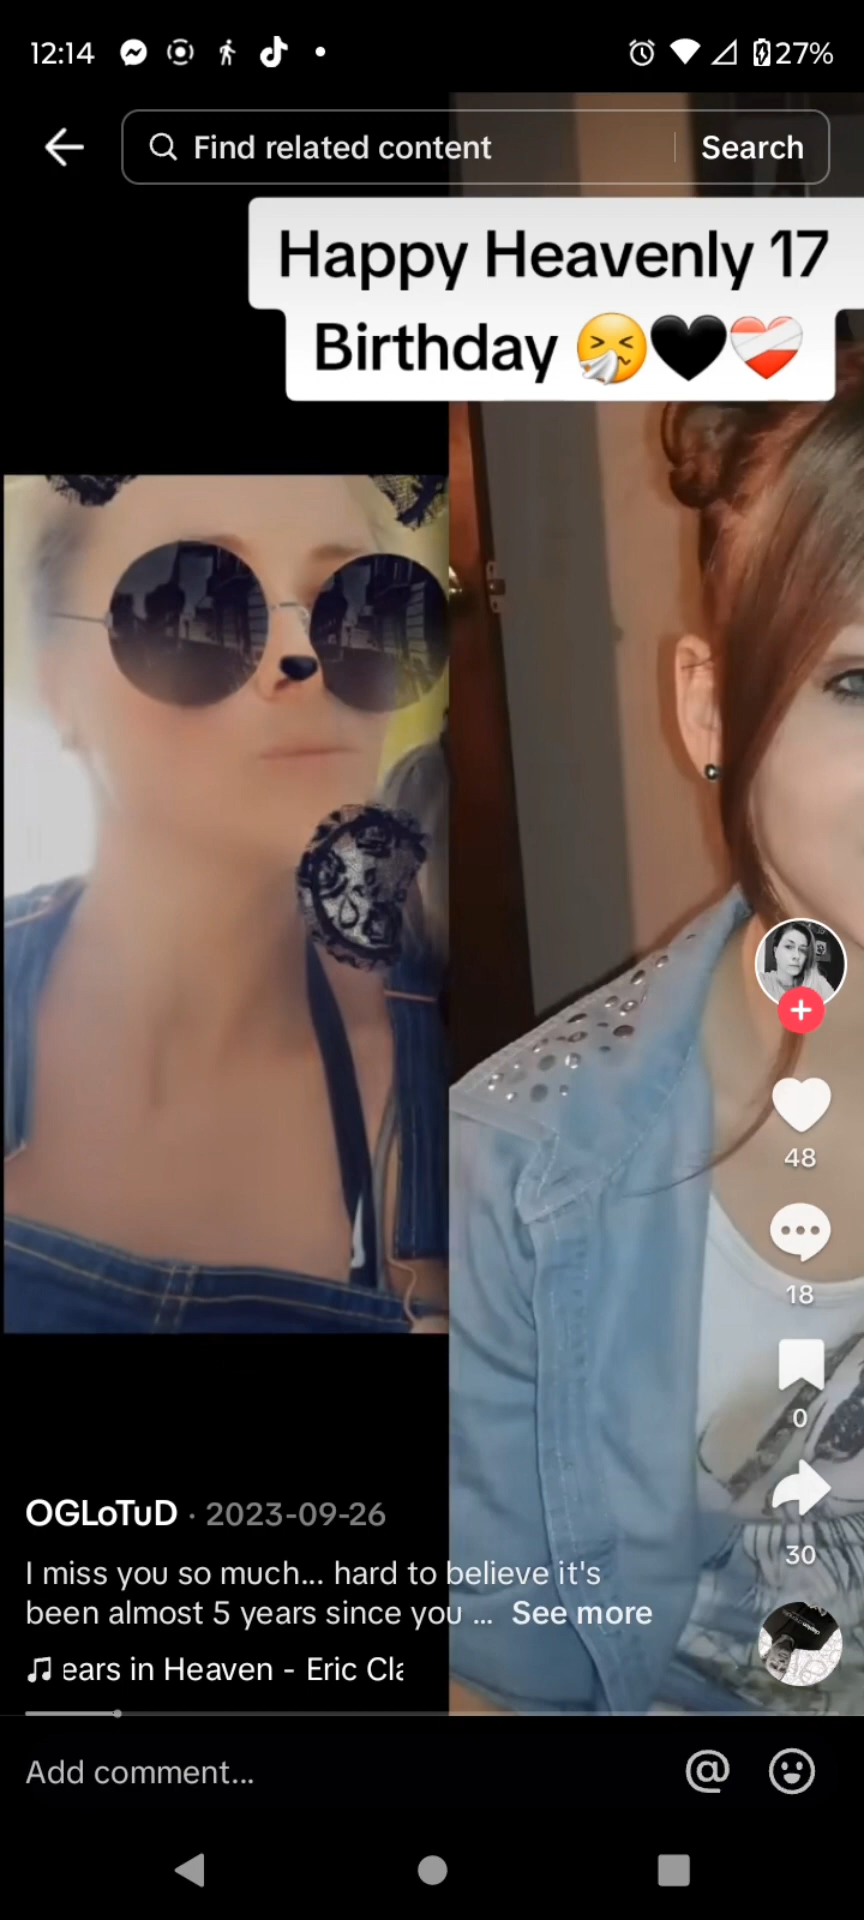 12:14
27%
Find related content
Search
Happy Heavenly 17
Birthday 🤧🖤❤️‍🩹
48
18
0
30
OGLoTuD · 2023-09-26
I miss you so much... hard to believe it's
been almost 5 years since you ... See more
ears in Heaven - Eric Cla
Add comment...